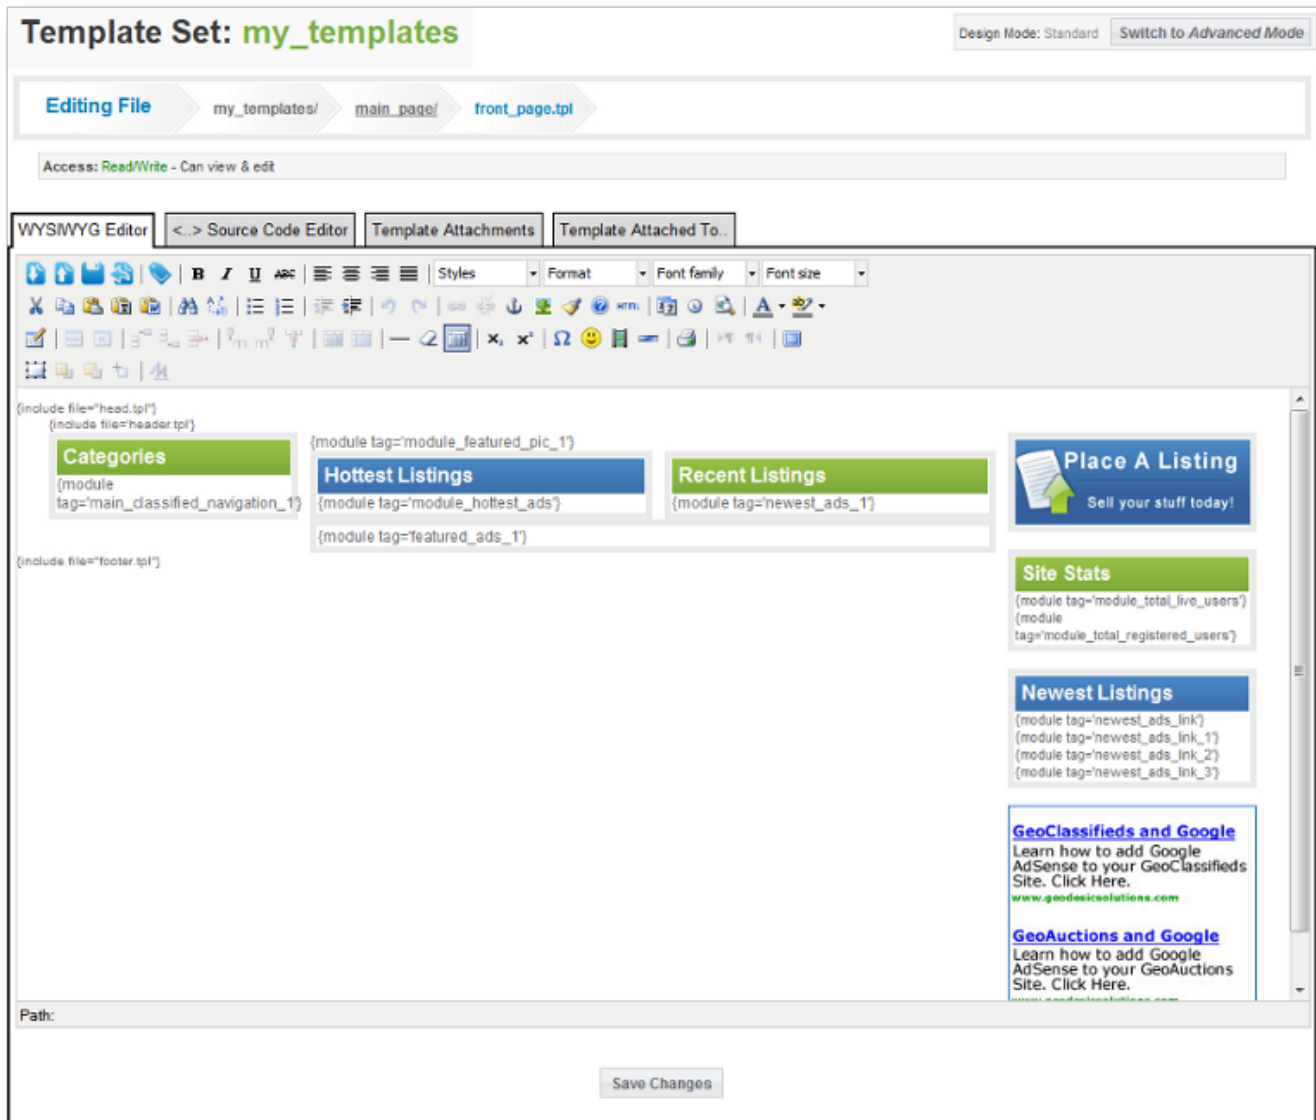 Template Set: my_templates
Design Mode: Standard Switch to Advanced Mode
Editing File my_templates/ main_page/ front_page.tpl
Access: Read/Write - Can view & edit
WYSIWYG Editor <..> Source Code Editor Template Attachments Template Attached To..
B I U ABC Styles Format Font family Font size
HTML A ab
Ω
{include file="head.tpl"}
{include file='header.tpl'}
Categories
{module
tag='main_classified_navigation_1'}
{module tag='module_featured_pic_1'}
Hottest Listings
{module tag='module_hottest_ads'}
Recent Listings
{module tag='newest_ads_1'}
{module tag='featured_ads_1'}
{include file="footer.tpl"}
Place A Listing
Sell your stuff today!
Site Stats
{module tag='module_total_live_users'}
{module
tag='module_total_registered_users'}
Newest Listings
{module tag='newest_ads_link'}
{module tag='newest_ads_link_1'}
{module tag='newest_ads_link_2'}
{module tag='newest_ads_link_3'}
GeoClassifieds and Google
Learn how to add Google
AdSense to your GeoClassifieds
Site. Click Here.
www.geodesicsolutions.com
GeoAuctions and Google
Learn how to add Google
AdSense to your GeoAuctions
Site. Click Here.
www.geodesicsolutions.com
Path:
Save Changes